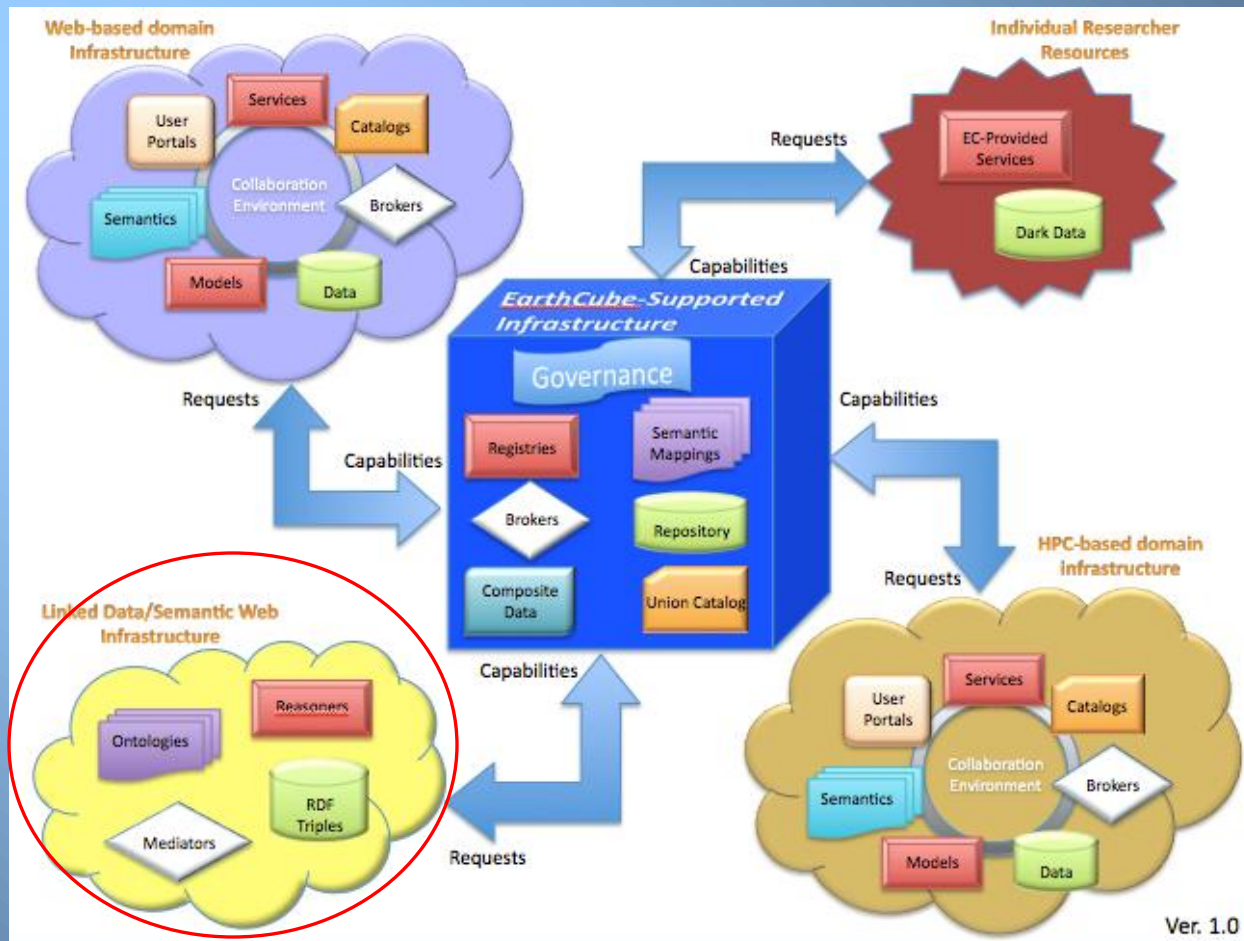 Web-based domain
Infrastructure
Services
User
Portals
Catalogs
Collaboration
Environment
Semantics
Brokers
Models
Data
Individual Researcher
Resources
Requests
EC-Provided
Services
Dark Data
Capabilities
EarthCube-Supported
Infrastructure
Governance
Requests
Capabilities
Registries
Semantic
Mappings
Brokers
Repository
Composite
Data
Union Catalog
Capabilities
Requests
HPC-based domain
infrastructure
Services
User
Portals
Catalogs
Collaboration
Environment
Semantics
Brokers
Models
Data
Linked Data/Semantic Web
Infrastructure
Reasoners
Ontologies
RDF
Triples
Mediators
Capabilities
Requests
Ver. 1.0